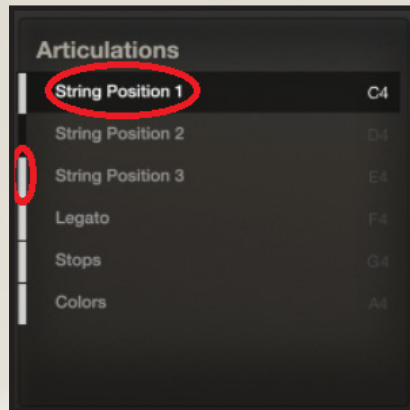 Articulations
String Position 1 C4
String Position 2 D4
String Position 3 E4
Legato F4
Stops G4
Colors A4